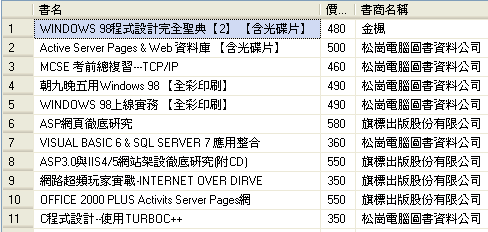 書名 價... 書商名稱
1 WINDOWS 98程式設計完全聖典【2】 【含光碟片】 480 金楓
2 Active Server Pages & Web 資料庫 【含光碟片】 500 松崗電腦圖書資料公司
3 MCSE 考前總複習---TCP/IP 460 松崗電腦圖書資料公司
4 朝九晚五用Windows 98 【全彩印刷】 490 松崗電腦圖書資料公司
5 WINDOWS 98上線實務 【全彩印刷】 490 松崗電腦圖書資料公司
6 ASP網頁徹底研究 580 旗標出版股份有限公司
7 VISUAL BASIC 6 & SQL SERVER 7 應用整合 360 松崗電腦圖書資料公司
8 ASP3.0與IIS4/5網站架設徹底研究(附CD) 550 旗標出版股份有限公司
9 網路超頻玩家實戰-INTERNET OVER DIRVE 350 旗標出版股份有限公司
10 OFFICE 2000 PLUS Activits Server Pages網 550 旗標出版股份有限公司
11 C程式設計--使用TURBOC++ 350 松崗電腦圖書資料公司